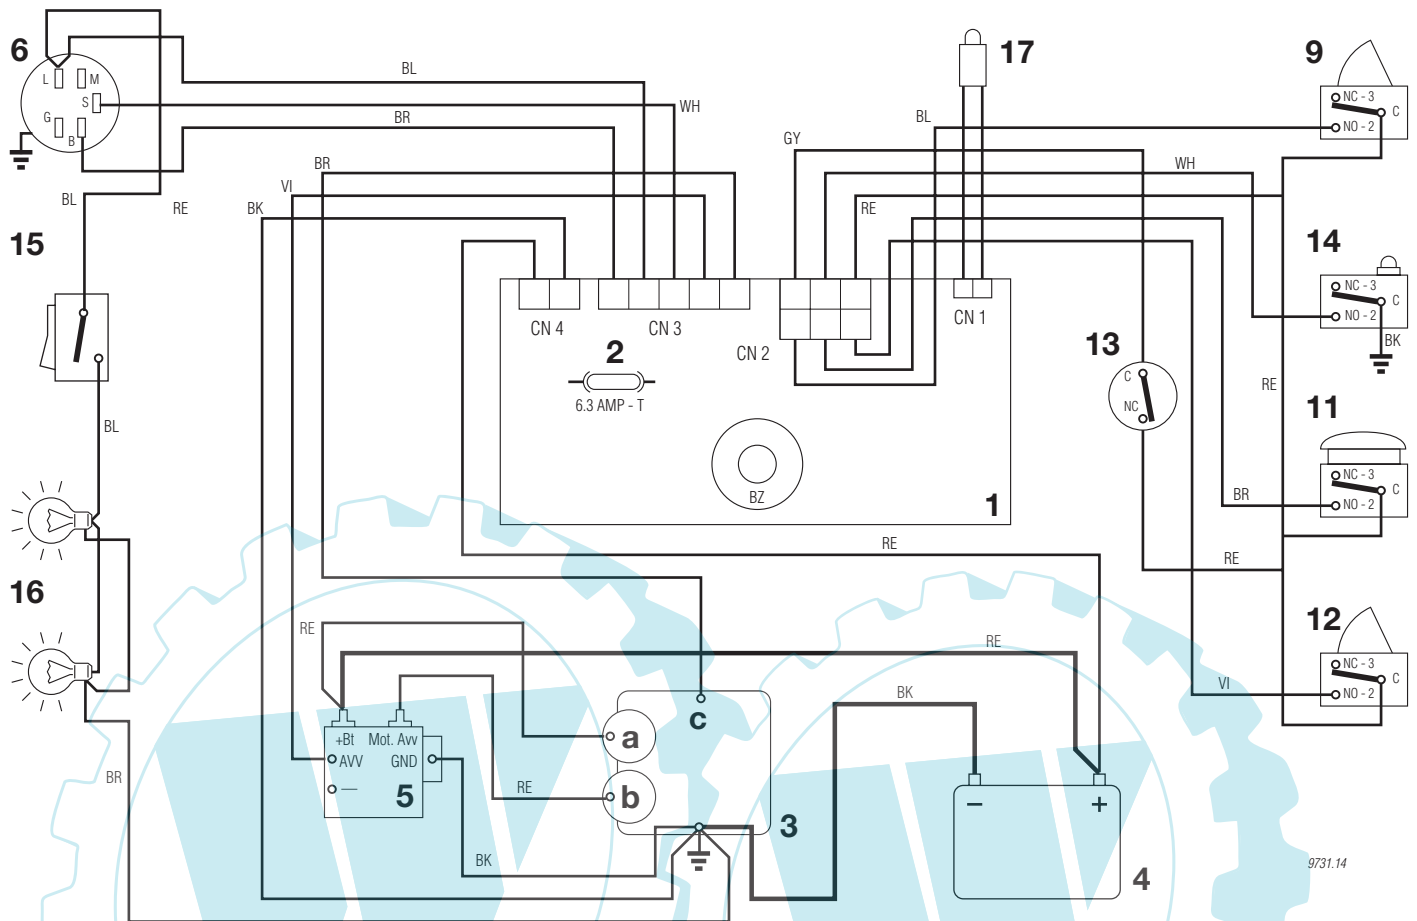 6
L
M
S
G
B
BL
WH
BR
BR
VI
BK
BL
RE
15
BL
16
17
BL
GY
WH
RE
9
NC - 3
C
NO - 2
14
NC - 3
C
NO - 2
BK
CN 4
CN 3
CN 2
CN 1
2
6.3 AMP - T
BZ
1
13
C
NC
RE
11
NC - 3
C
NO - 2
BR
RE
RE
12
NC - 3
C
NO - 2
VI
RE
RE
BK
+Bt
Mot. Avv
AVV
GND
—
5
RE
BR
BK
a
b
c
3
−
+
4
9731.14